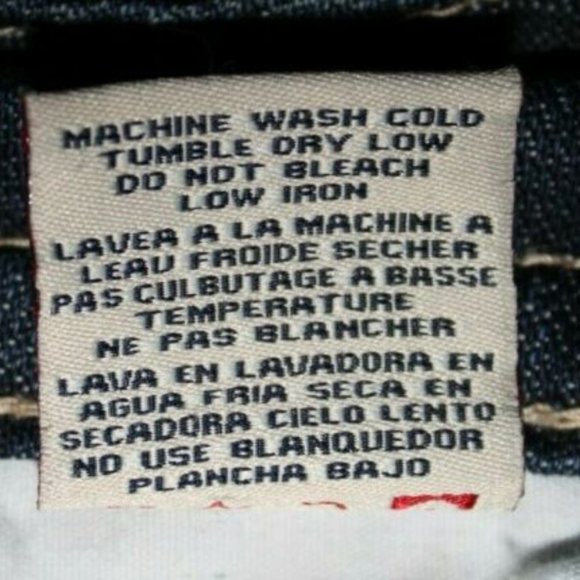 MACHINE WASH COLD
TUMBLE DRY LOW
DO NOT BLEACH
LOW IRON
LAVEA A LA MACHINE A
LEAU FROIDE SECHER
PAS CULBUTAGE A BASSE
TEMPERATURE
NE PAS BLANCHER
LAVA EN LAVADORA EN
AGUA FRIA SECA EN
SECADORA CIELO LENTO
NO USE BLANQUEDOR
PLANCHA BAJO